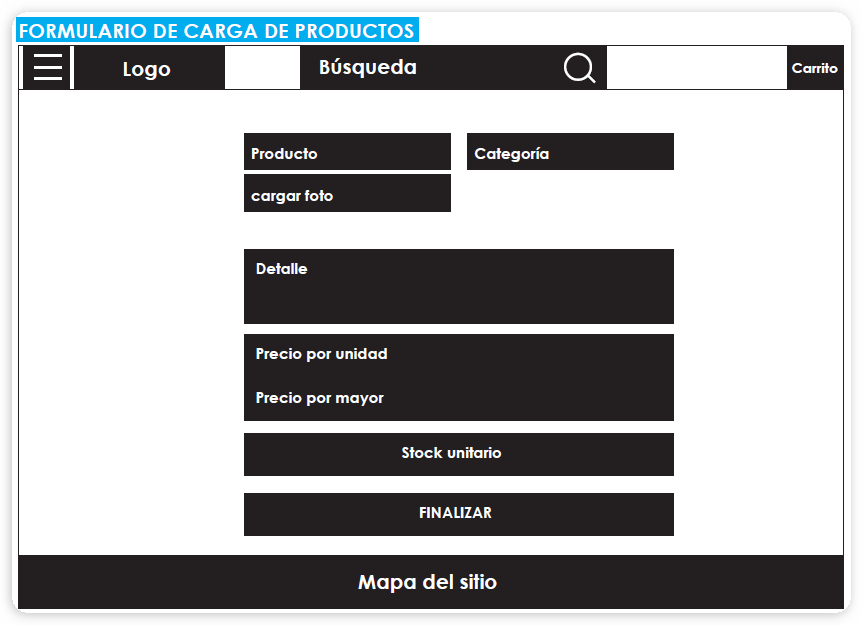 FORMULARIO DE CARGA DE PRODUCTOS
Logo
Búsqueda
Carrito
Producto
Categoría
cargar foto
Detalle
Precio por unidad
Precio por mayor
Stock unitario
FINALIZAR
Mapa del sitio